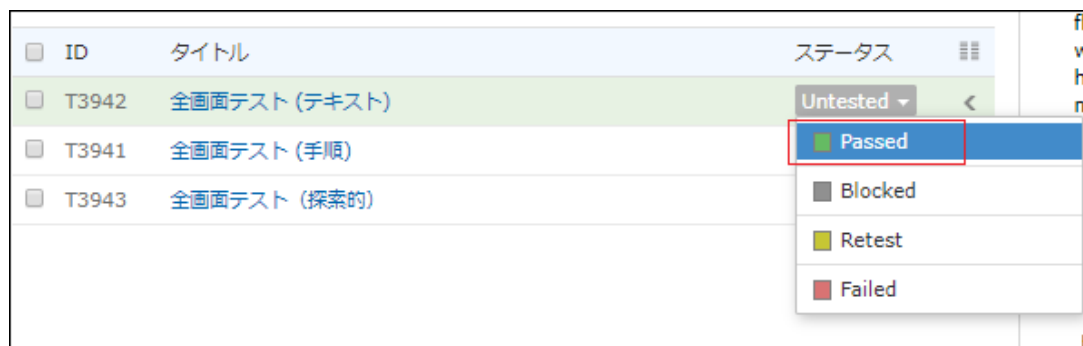 ID タイトル ステータス
T3942 全画面テスト (テキスト) Untested
T3941 全画面テスト (手順)
T3943 全画面テスト（探索的）
Passed
Blocked
Retest
Failed